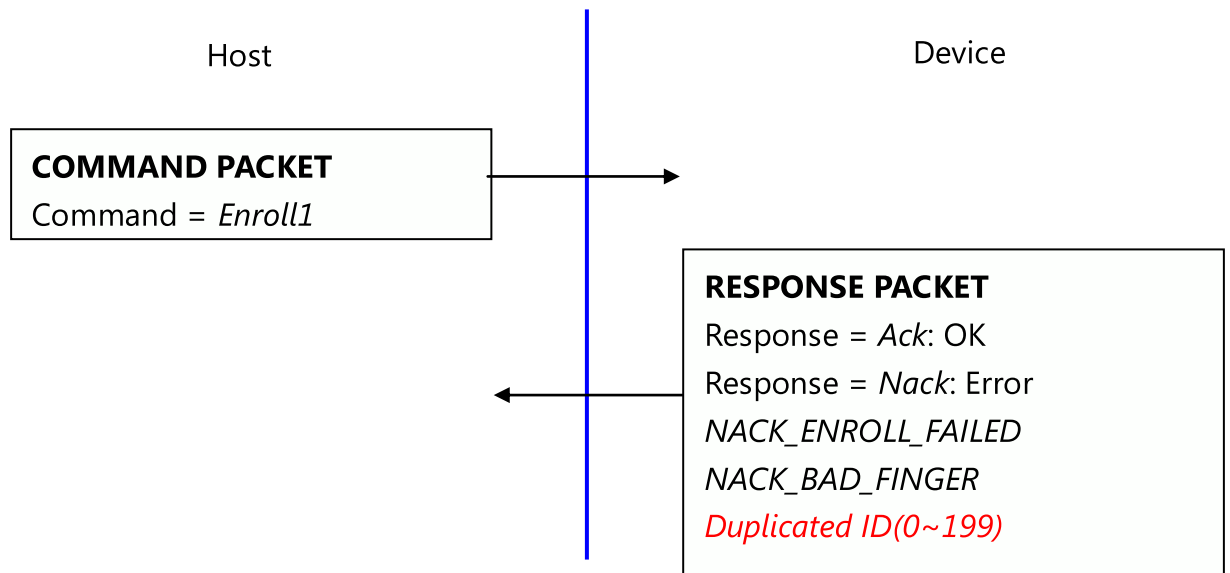 Host
Device
COMMAND PACKET
Command = Enroll1
RESPONSE PACKET
Response = Ack: OK
Response = Nack: Error
NACK_ENROLL_FAILED
NACK_BAD_FINGER
Duplicated ID(0~199)